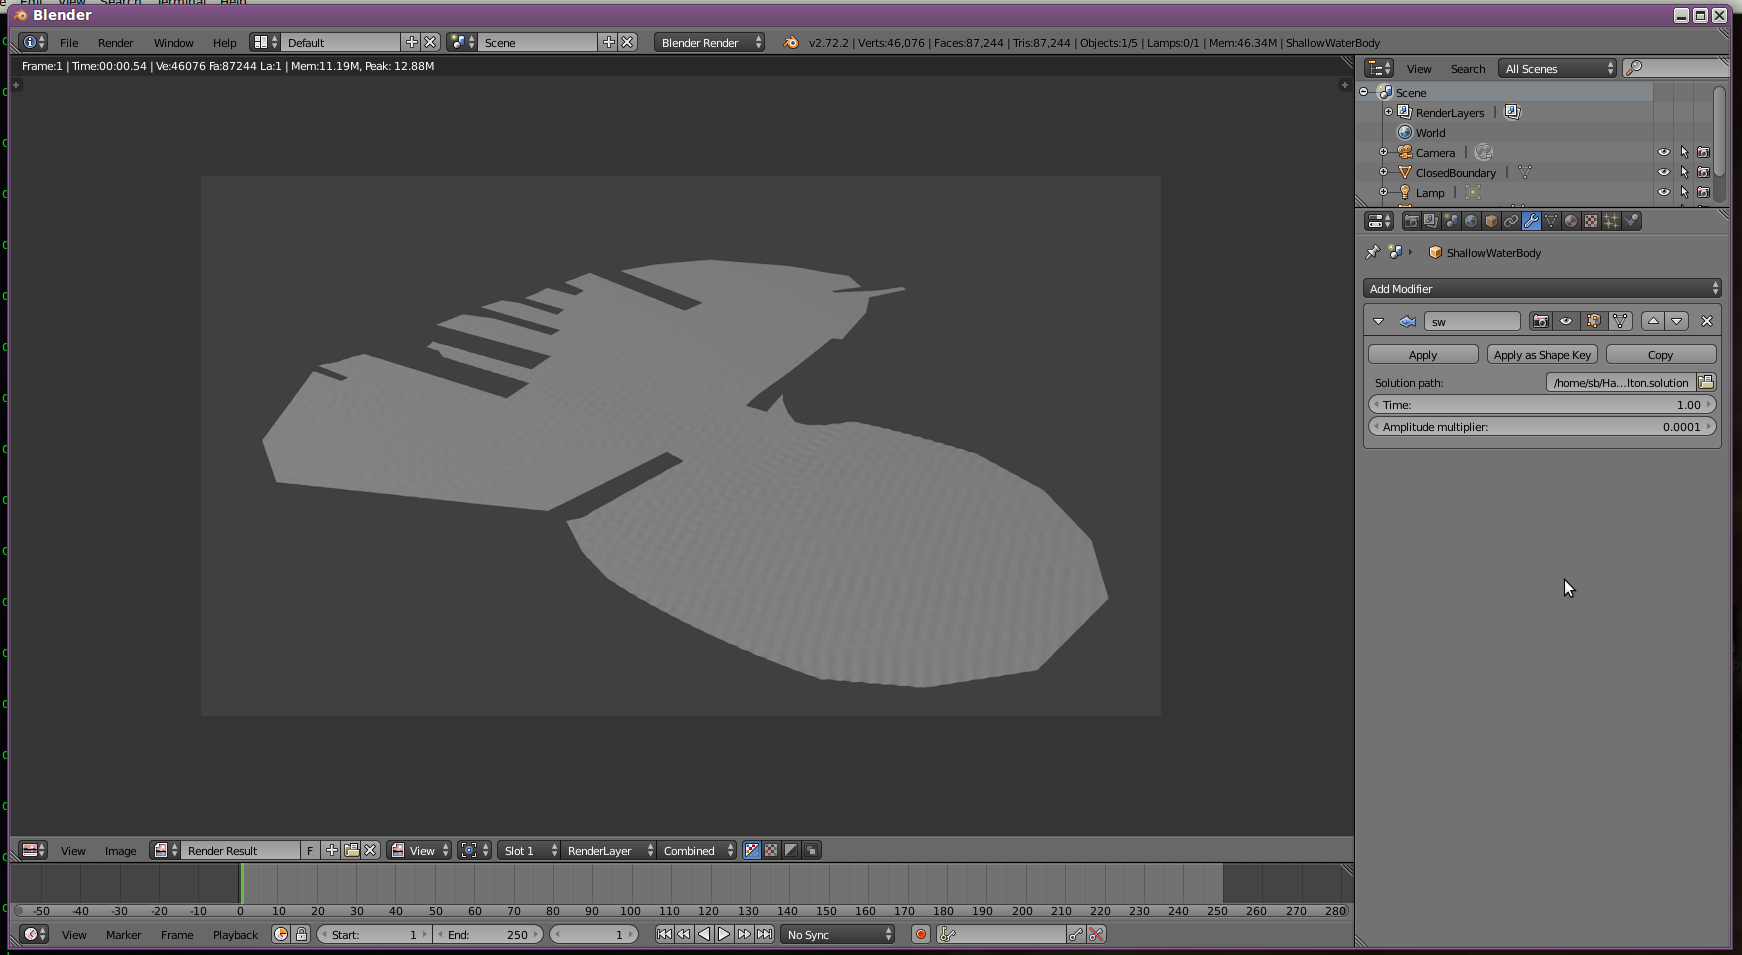 Edit View Search Terminal Help
Blender
File Render Window Help Default Scene Blender Render v2.72.2 | Verts:46,076 | Faces:87,244 | Tris:87,244 | Objects:1/5 | Lamps:0/1 | Mem:46.34M | ShallowWaterBody
Frame:1 | Time:00:00.54 | Ve:46076 Fa:87244 La:1 | Mem:11.19M, Peak: 12.88M
View Search All Scenes
Scene
RenderLayers |
World
Camera |
ClosedBoundary |
Lamp |
ShallowWaterBody
Add Modifier
sw
Apply Apply as Shape Key Copy
Solution path: /home/sb/Ha...lton.solution
Time: 1.00
Amplitude multiplier: 0.0001
View Image Render Result F View Slot 1 RenderLayer Combined
-50 -40 -30 -20 -10 0 10 20 30 40 50 60 70 80 90 100 110 120 130 140 150 160 170 180 190 200 210 220 230 240 250 260 270 280
View Marker Frame Playback Start: 1 End: 250 1 No Sync